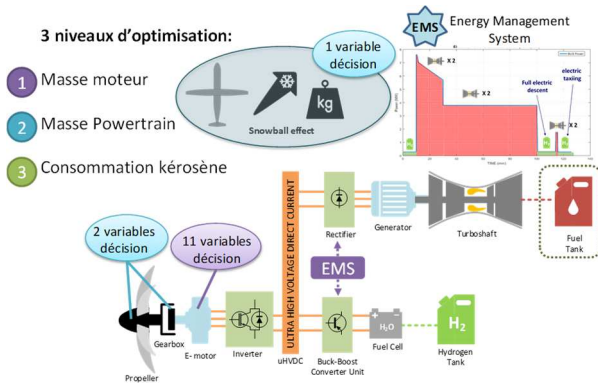 3 niveaux d'optimisation:
1 Masse moteur
2 Masse Powertrain
3 Consommation kérosène
1 variable
décision
kg
Snowball effect
EMS
Energy Management
System
X 2
X 2
X 2
Full electric
descent
electric
taxiing
2 variables
décision
11 variables
décision
Propeller
Gearbox
E- motor
Inverter
ULTRA HIGH VOLTAGE DIRECT CURRENT
uHVDC
Rectifier
Generator
Turboshaft
Fuel
Tank
EMS
Buck-Boost
Converter Unit
H₂O
Fuel Cell
H₂
Hydrogen
Tank